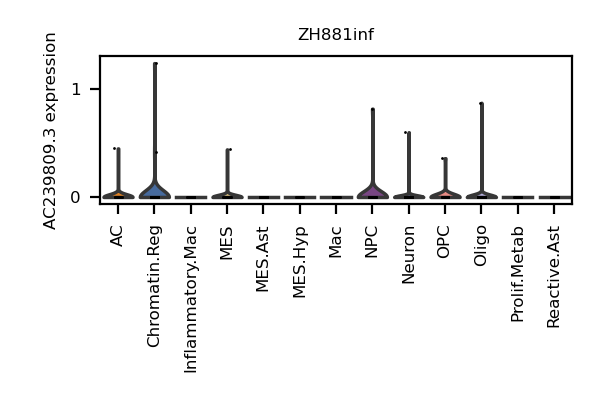 ZH881inf
AC239809.3 expression
1
0
AC
Chromatin.Reg
Inflammatory.Mac
MES
MES.Ast
MES.Hyp
Mac
NPC
Neuron
OPC
Oligo
Prolif.Metab
Reactive.Ast